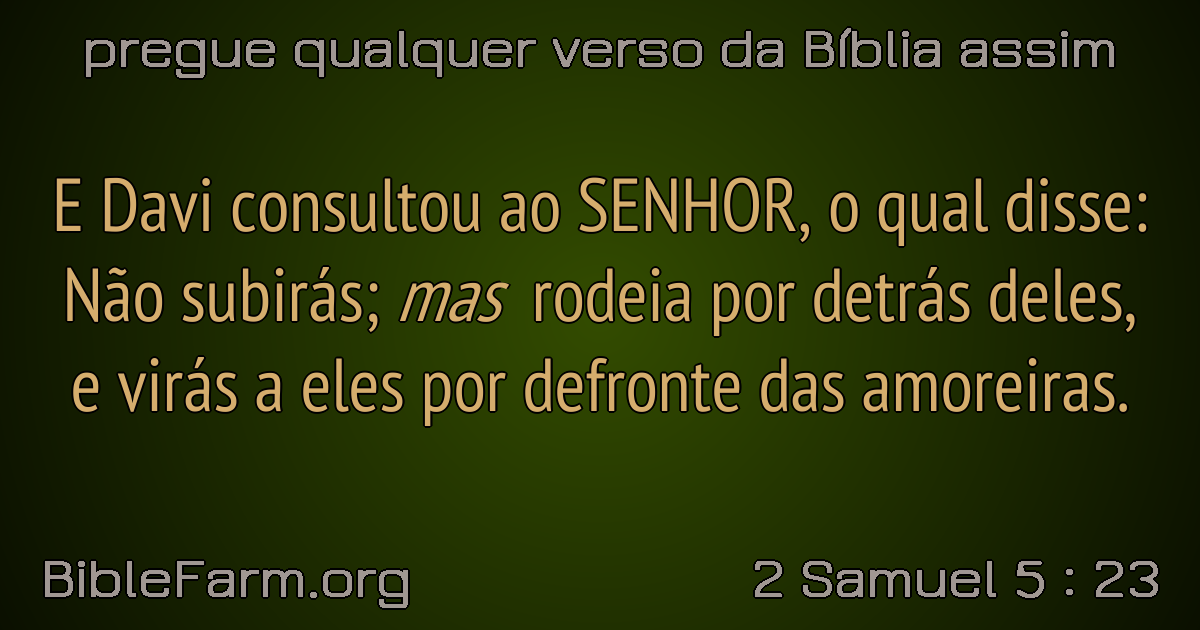 pregue qualquer verso da Bíblia assim
E Davi consultou ao SENHOR, o qual disse:
Não subirás; mas rodeia por detrás deles,
e virás a eles por defronte das amoreiras.
BibleFarm.org
2 Samuel 5 : 23